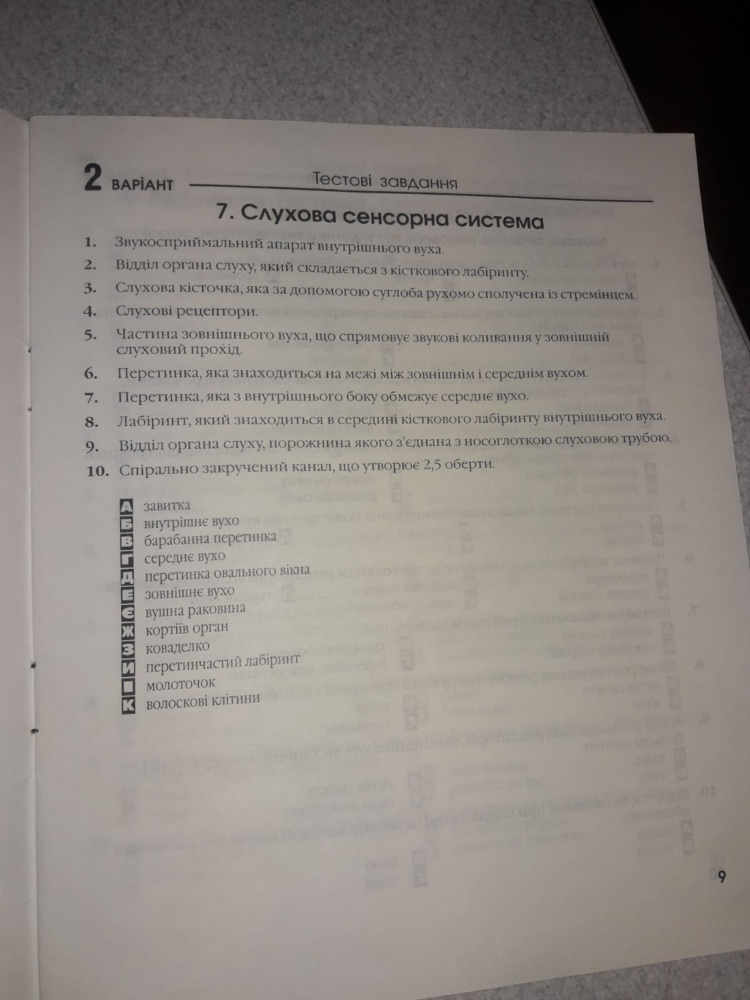 2 ВАРІАНТ
Тестові завдання
7. Слухова сенсорна система
1. Звукосприймальний апарат внутрішнього вуха.
2. Відділ органа слуху, який складається з кісткового лабіринту.
3. Слухова кісточка, яка за допомогою суглоба рухомо сполучена із стремінцем.
4. Слухові рецептори.
5. Частина зовнішнього вуха, що спрямовує звукові коливання у зовнішній
слуховий прохід.
6. Перетинка, яка знаходиться на межі між зовнішнім і середнім вухом.
7. Перетинка, яка з внутрішнього боку обмежує середнє вухо.
8. Лабіринт, який знаходиться в середині кісткового лабіринту внутрішнього вуха.
9. Відділ органа слуху, порожнина якого з'єднана з носоглоткою слуховою трубою.
10. Спірально закручений канал, що утворює 2,5 оберти.
А завитка
Б внутрішнє вухо
В барабанна перетинка
Г середнє вухо
Д перетинка овального вікна
Е зовнішнє вухо
Є вушна раковина
Ж кортіїв орган
З коваделко
И перетинчастий лабіринт
І молоточок
К волоскові клітини
9